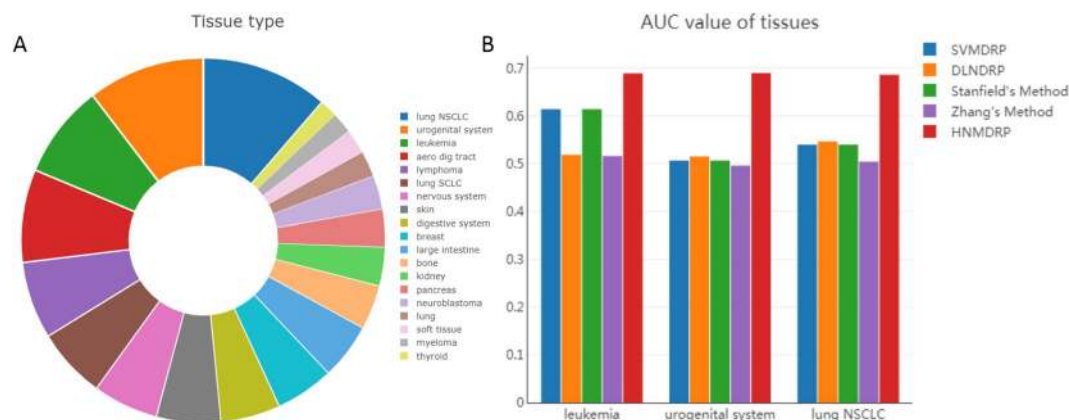 Tissue type
A
lung NSCLC
urogenital system
leukemia
aero dig tract
lymphoma
lung SCLC
nervous system
skin
digestive system
breast
large intestine
bone
kidney
pancreas
neuroblastoma
lung
soft tissue
myeloma
thyroid
B
AUC value of tissues
0.7
0.6
0.5
0.4
0.3
0.2
0.1
0
leukemia
urogenital system
lung NSCLC
SVMDRP
DLNDRP
Stanfield's Method
Zhang's Method
HNMDRP